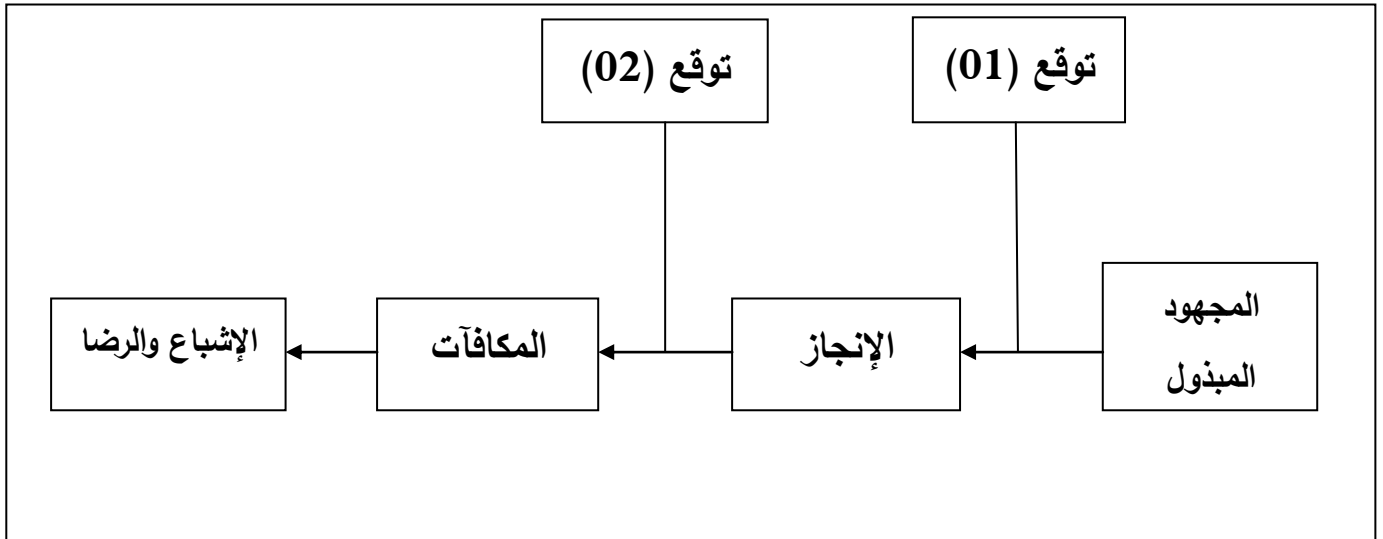 توقع (01)
توقع (02)
المجهود
المبذول
الإنجاز
المكافآت
الإشباع والرضا